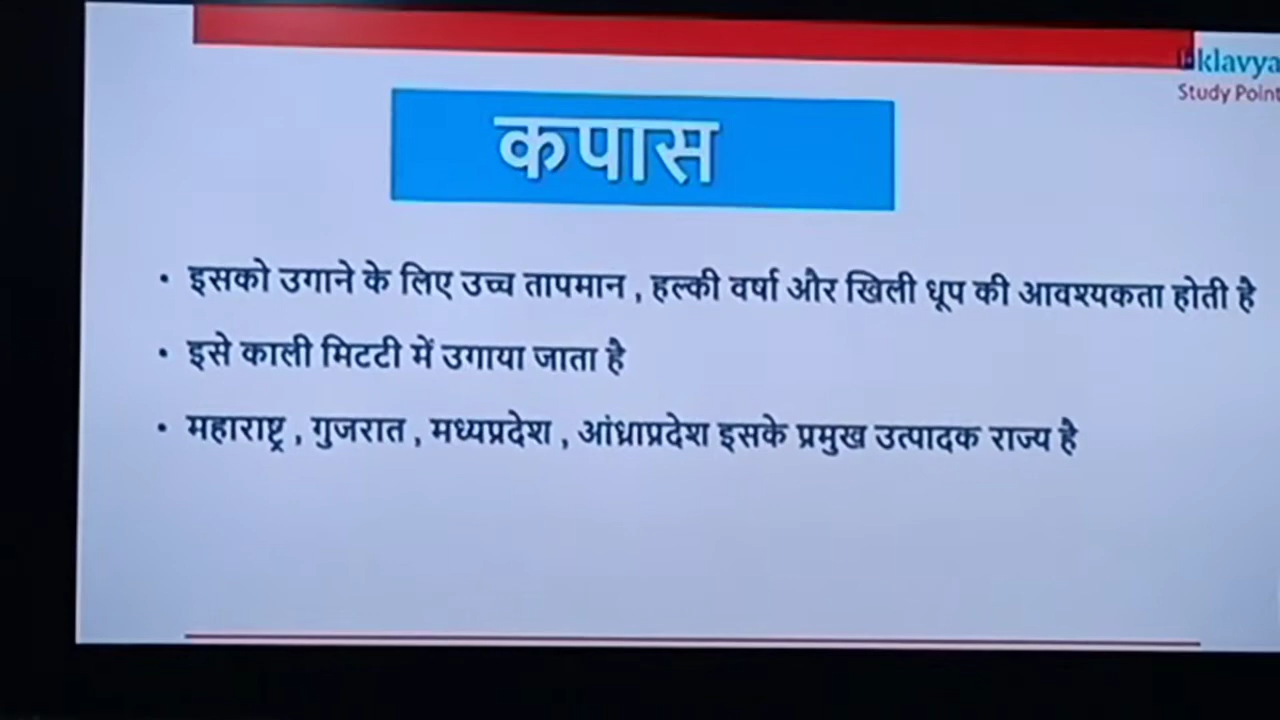 klavya
Study Point
कपास
• इसको उगाने के लिए उच्च तापमान , हल्की वर्षा और खिली धूप की आवश्यकता होती है
• इसे काली मिटटी में उगाया जाता है
• महाराष्ट्र , गुजरात , मध्यप्रदेश , आंध्राप्रदेश इसके प्रमुख उत्पादक राज्य है